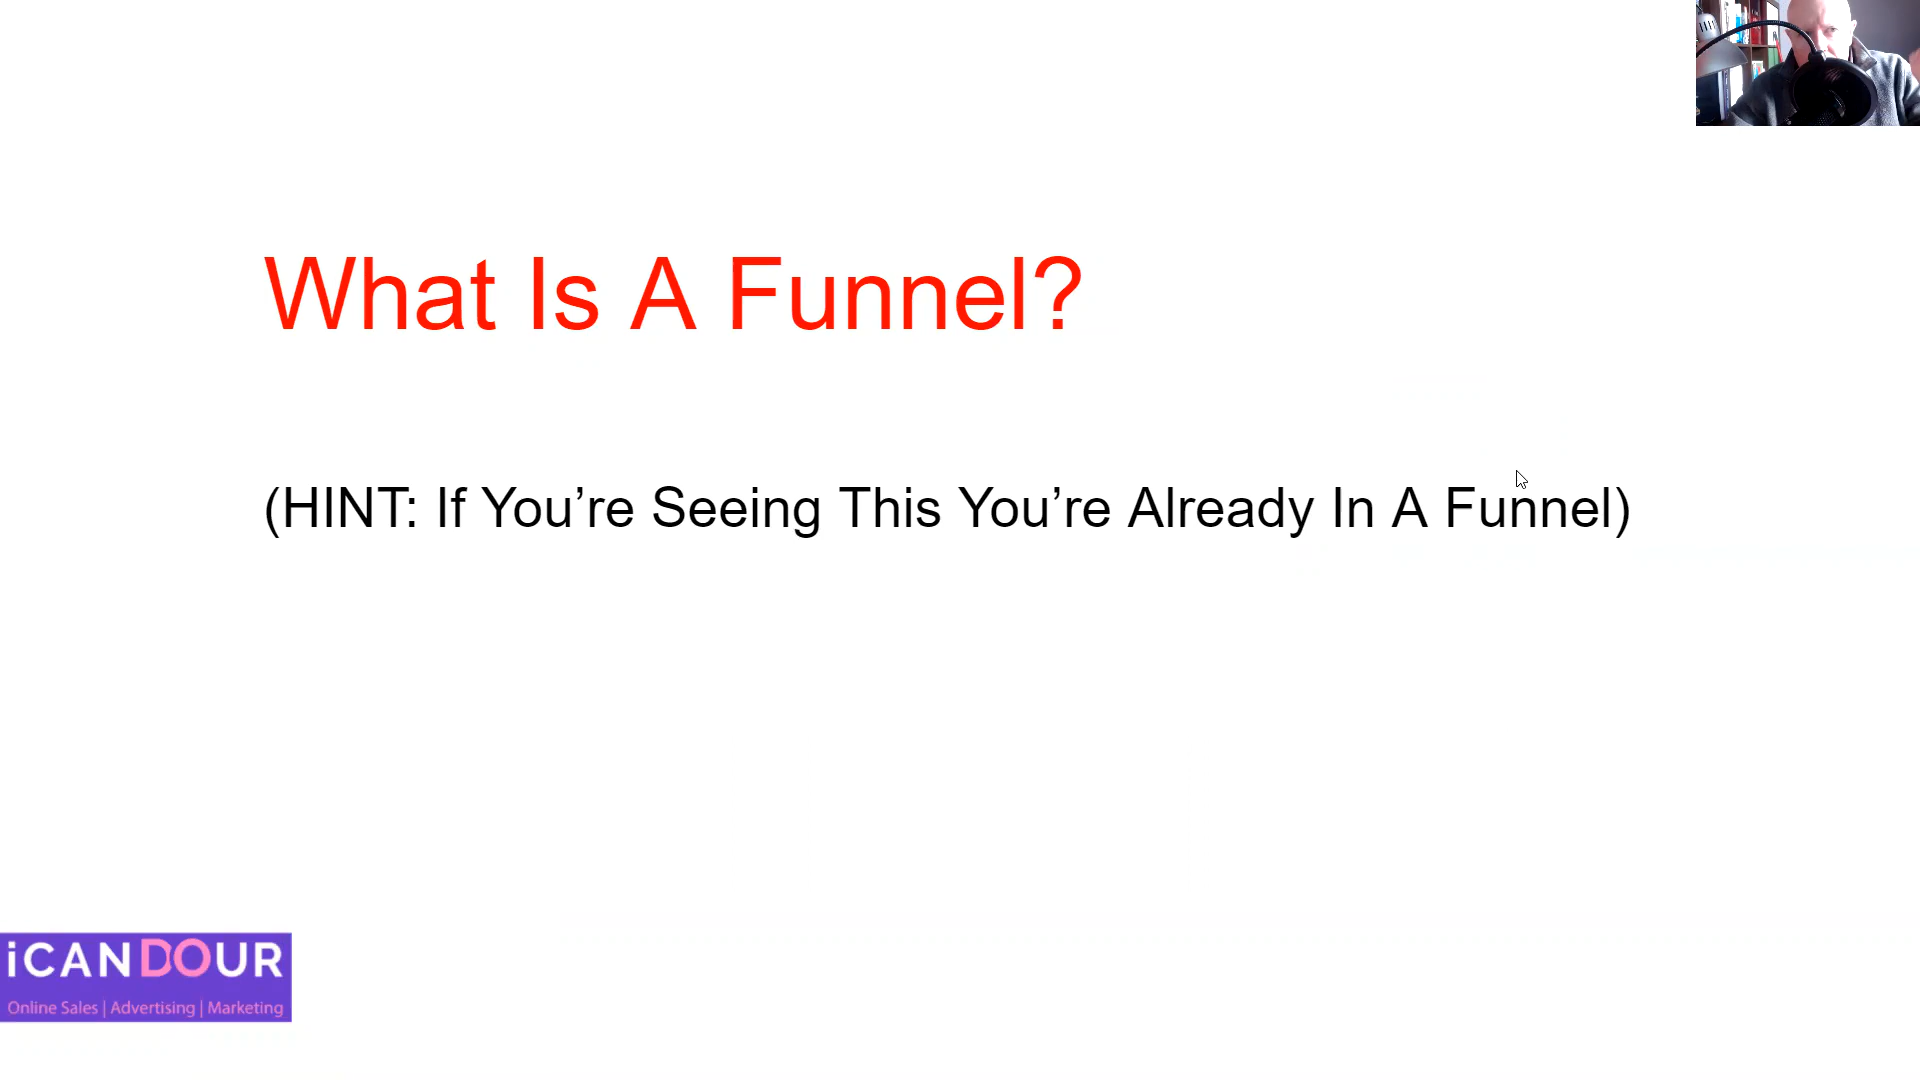 What Is A Funnel?
(HINT: If You’re Seeing This You’re Already In A Funnel)
iCANDOUR
Online Sales | Advertising | Marketing